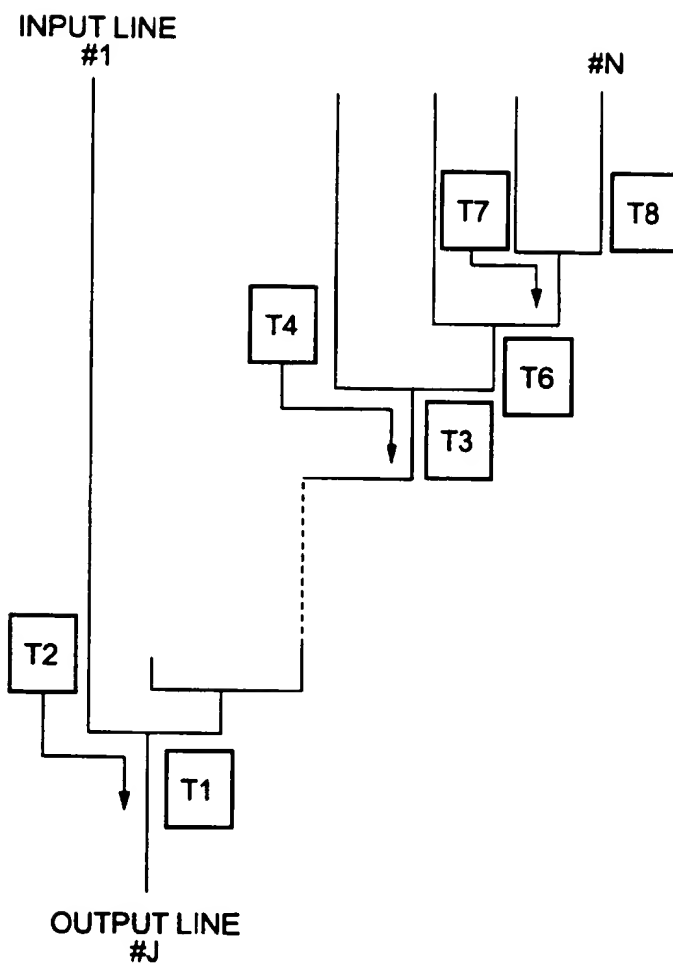 INPUT LINE
#1
#N
T7
T8
T4
T6
T3
T2
T1
OUTPUT LINE
#J